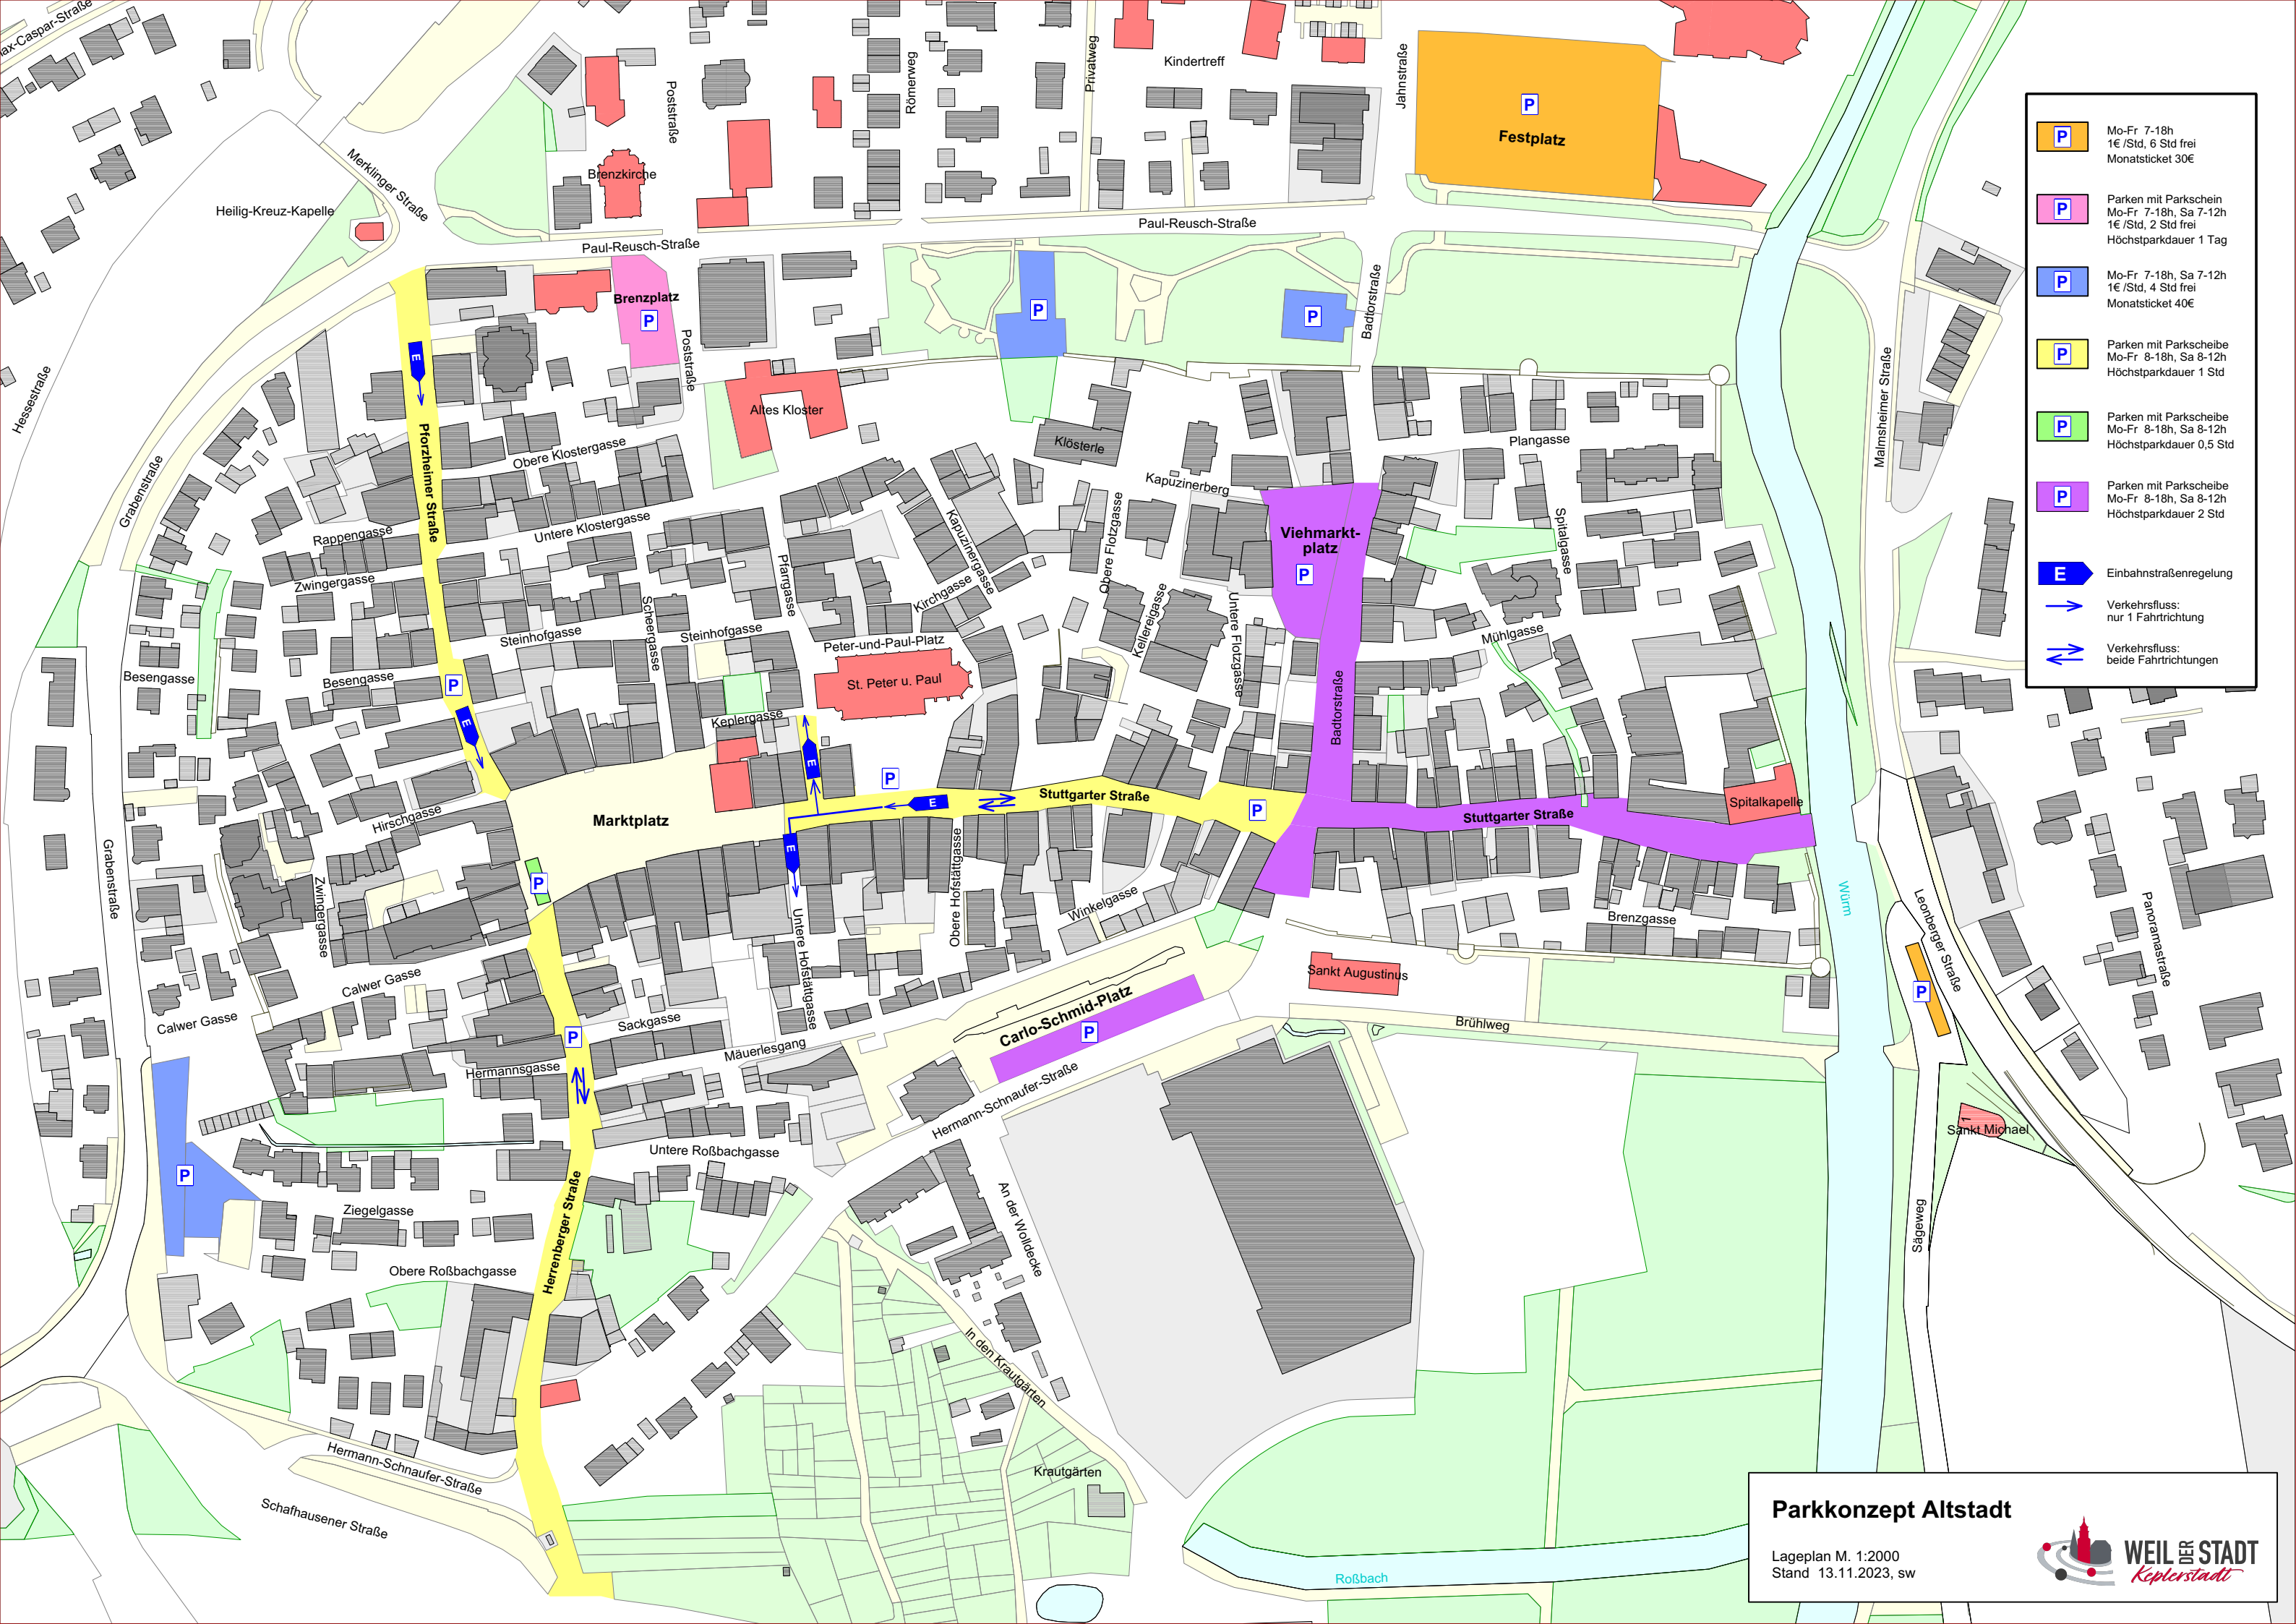 ax-Caspar-Straße
Merklinger Straße
Heilig-Kreuz-Kapelle
Hessestraße
Brenzkirche
Poststraße
Römerweg
Privatweg
Kindertreff
Jahnstraße
P
Festplatz
Paul-Reusch-Straße
Paul-Reusch-Straße
Brenzplatz
P
Poststraße
P
P
Badtorstraße
Malmsheimer Straße
E
Pforzheimer Straße
Altes Kloster
Klösterle
Plangasse
Obere Klostergasse
Untere Klostergasse
Grabenstraße
Rappengasse
Zwingergasse
Kapuzinerberg
Viehmarkt-
platz
P
Spitalgasse
Obere Flotzgasse
Kapuzinergasse
Kirchgasse
Pfarrgasse
Kellereigasse
Untere Flotzgasse
Mühlgasse
Steinhofgasse
Scheergasse
Steinhofgasse
Peter-und-Paul-Platz
St. Peter u. Paul
Besengasse
Besengasse
P
E
Keplergasse
E
P
E
Badtorstraße
Stuttgarter Straße
P
Stuttgarter Straße
Spitalkapelle
Hirschgasse
Marktplatz
E
P
Grabenstraße
Zwingergasse
Untere Hofstättgasse
Obere Hofstättgasse
Winkelgasse
Brenzgasse
Würm
Leonberger Straße
Panoramastraße
Sankt Augustinus
P
Calwer Gasse
Calwer Gasse
P
Sackgasse
Mäuerlesgang
Carlo-Schmid-Platz
P
Brühlweg
Hermannsgasse
Hermann-Schnaufer-Straße
Sankt Michael
P
Untere Roßbachgasse
An der Wolldecke
Ziegelgasse
Herrenberger Straße
Sägeweg
Obere Roßbachgasse
In den Krautgärten
Krautgärten
Hermann-Schnaufer-Straße
Schafhausener Straße
Roßbach
P
Mo-Fr 7-18h
1€ /Std, 6 Std frei
Monatsticket 30€
P
Parken mit Parkschein
Mo-Fr 7-18h, Sa 7-12h
1€ /Std, 2 Std frei
Höchstparkdauer 1 Tag
P
Mo-Fr 7-18h, Sa 7-12h
1€ /Std, 4 Std frei
Monatsticket 40€
P
Parken mit Parkscheibe
Mo-Fr 8-18h, Sa 8-12h
Höchstparkdauer 1 Std
P
Parken mit Parkscheibe
Mo-Fr 8-18h, Sa 8-12h
Höchstparkdauer 0,5 Std
P
Parken mit Parkscheibe
Mo-Fr 8-18h, Sa 8-12h
Höchstparkdauer 2 Std
E
Einbahnstraßenregelung
Verkehrsfluss:
nur 1 Fahrtrichtung
Verkehrsfluss:
beide Fahrtrichtungen
Parkkonzept Altstadt
Lageplan M. 1:2000
Stand 13.11.2023, sw
WEIL DER STADT
Keplerstadt